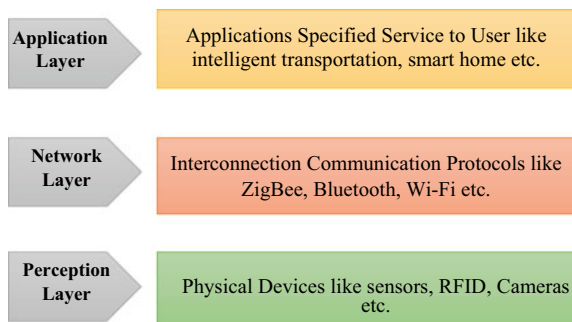 Application
Layer
Applications Specified Service to User like
intelligent transportation, smart home etc.
Network
Layer
Interconnection Communication Protocols like
ZigBee, Bluetooth, Wi-Fi etc.
Perception
Layer
Physical Devices like sensors, RFID, Cameras
etc.